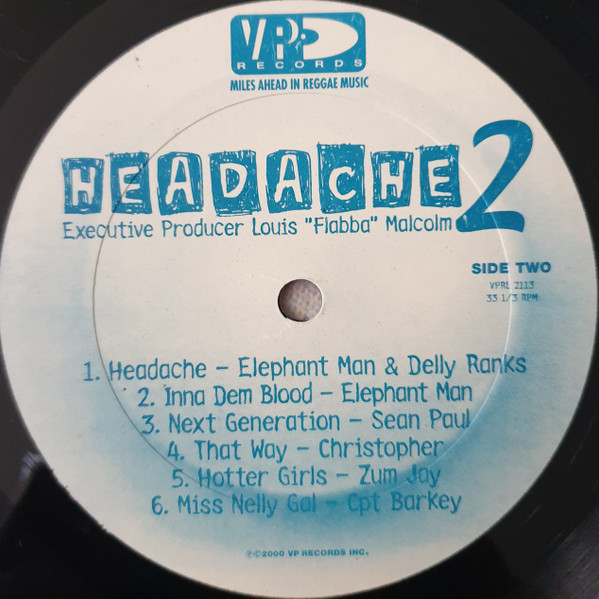 VP
RECORDS
MILES AHEAD IN REGGAE MUSIC
HEADACHE 2
Executive Producer Louis "Flabba" Malcolm
SIDE TWO
VPRL 2113
33 1/3 RPM
1. Headache – Elephant Man & Delly Ranks
2. Inna Dem Blood – Elephant Man
3. Next Generation – Sean Paul
4. That Way – Christopher
5. Hotter Girls – Zum Jay
6. Miss Nelly Gal – Cpt Barkey
℗©2000 VP RECORDS INC.